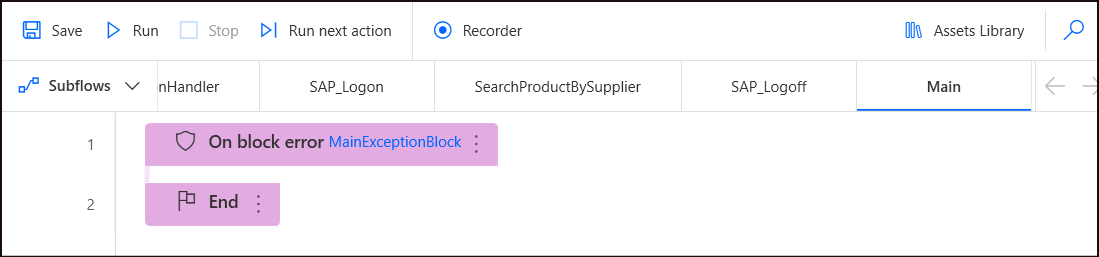 Save Run Stop Run next action Recorder Assets Library
Subflows nHandler SAP_Logon SearchProductBySupplier SAP_Logoff Main
1 On block error MainExceptionBlock
2 End